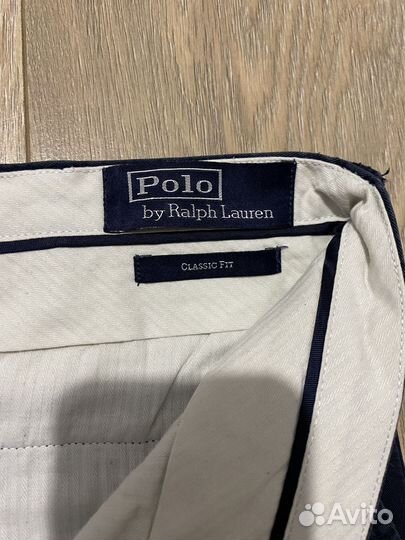 Polo
by Ralph Lauren
CLASSIC FIT
Avito